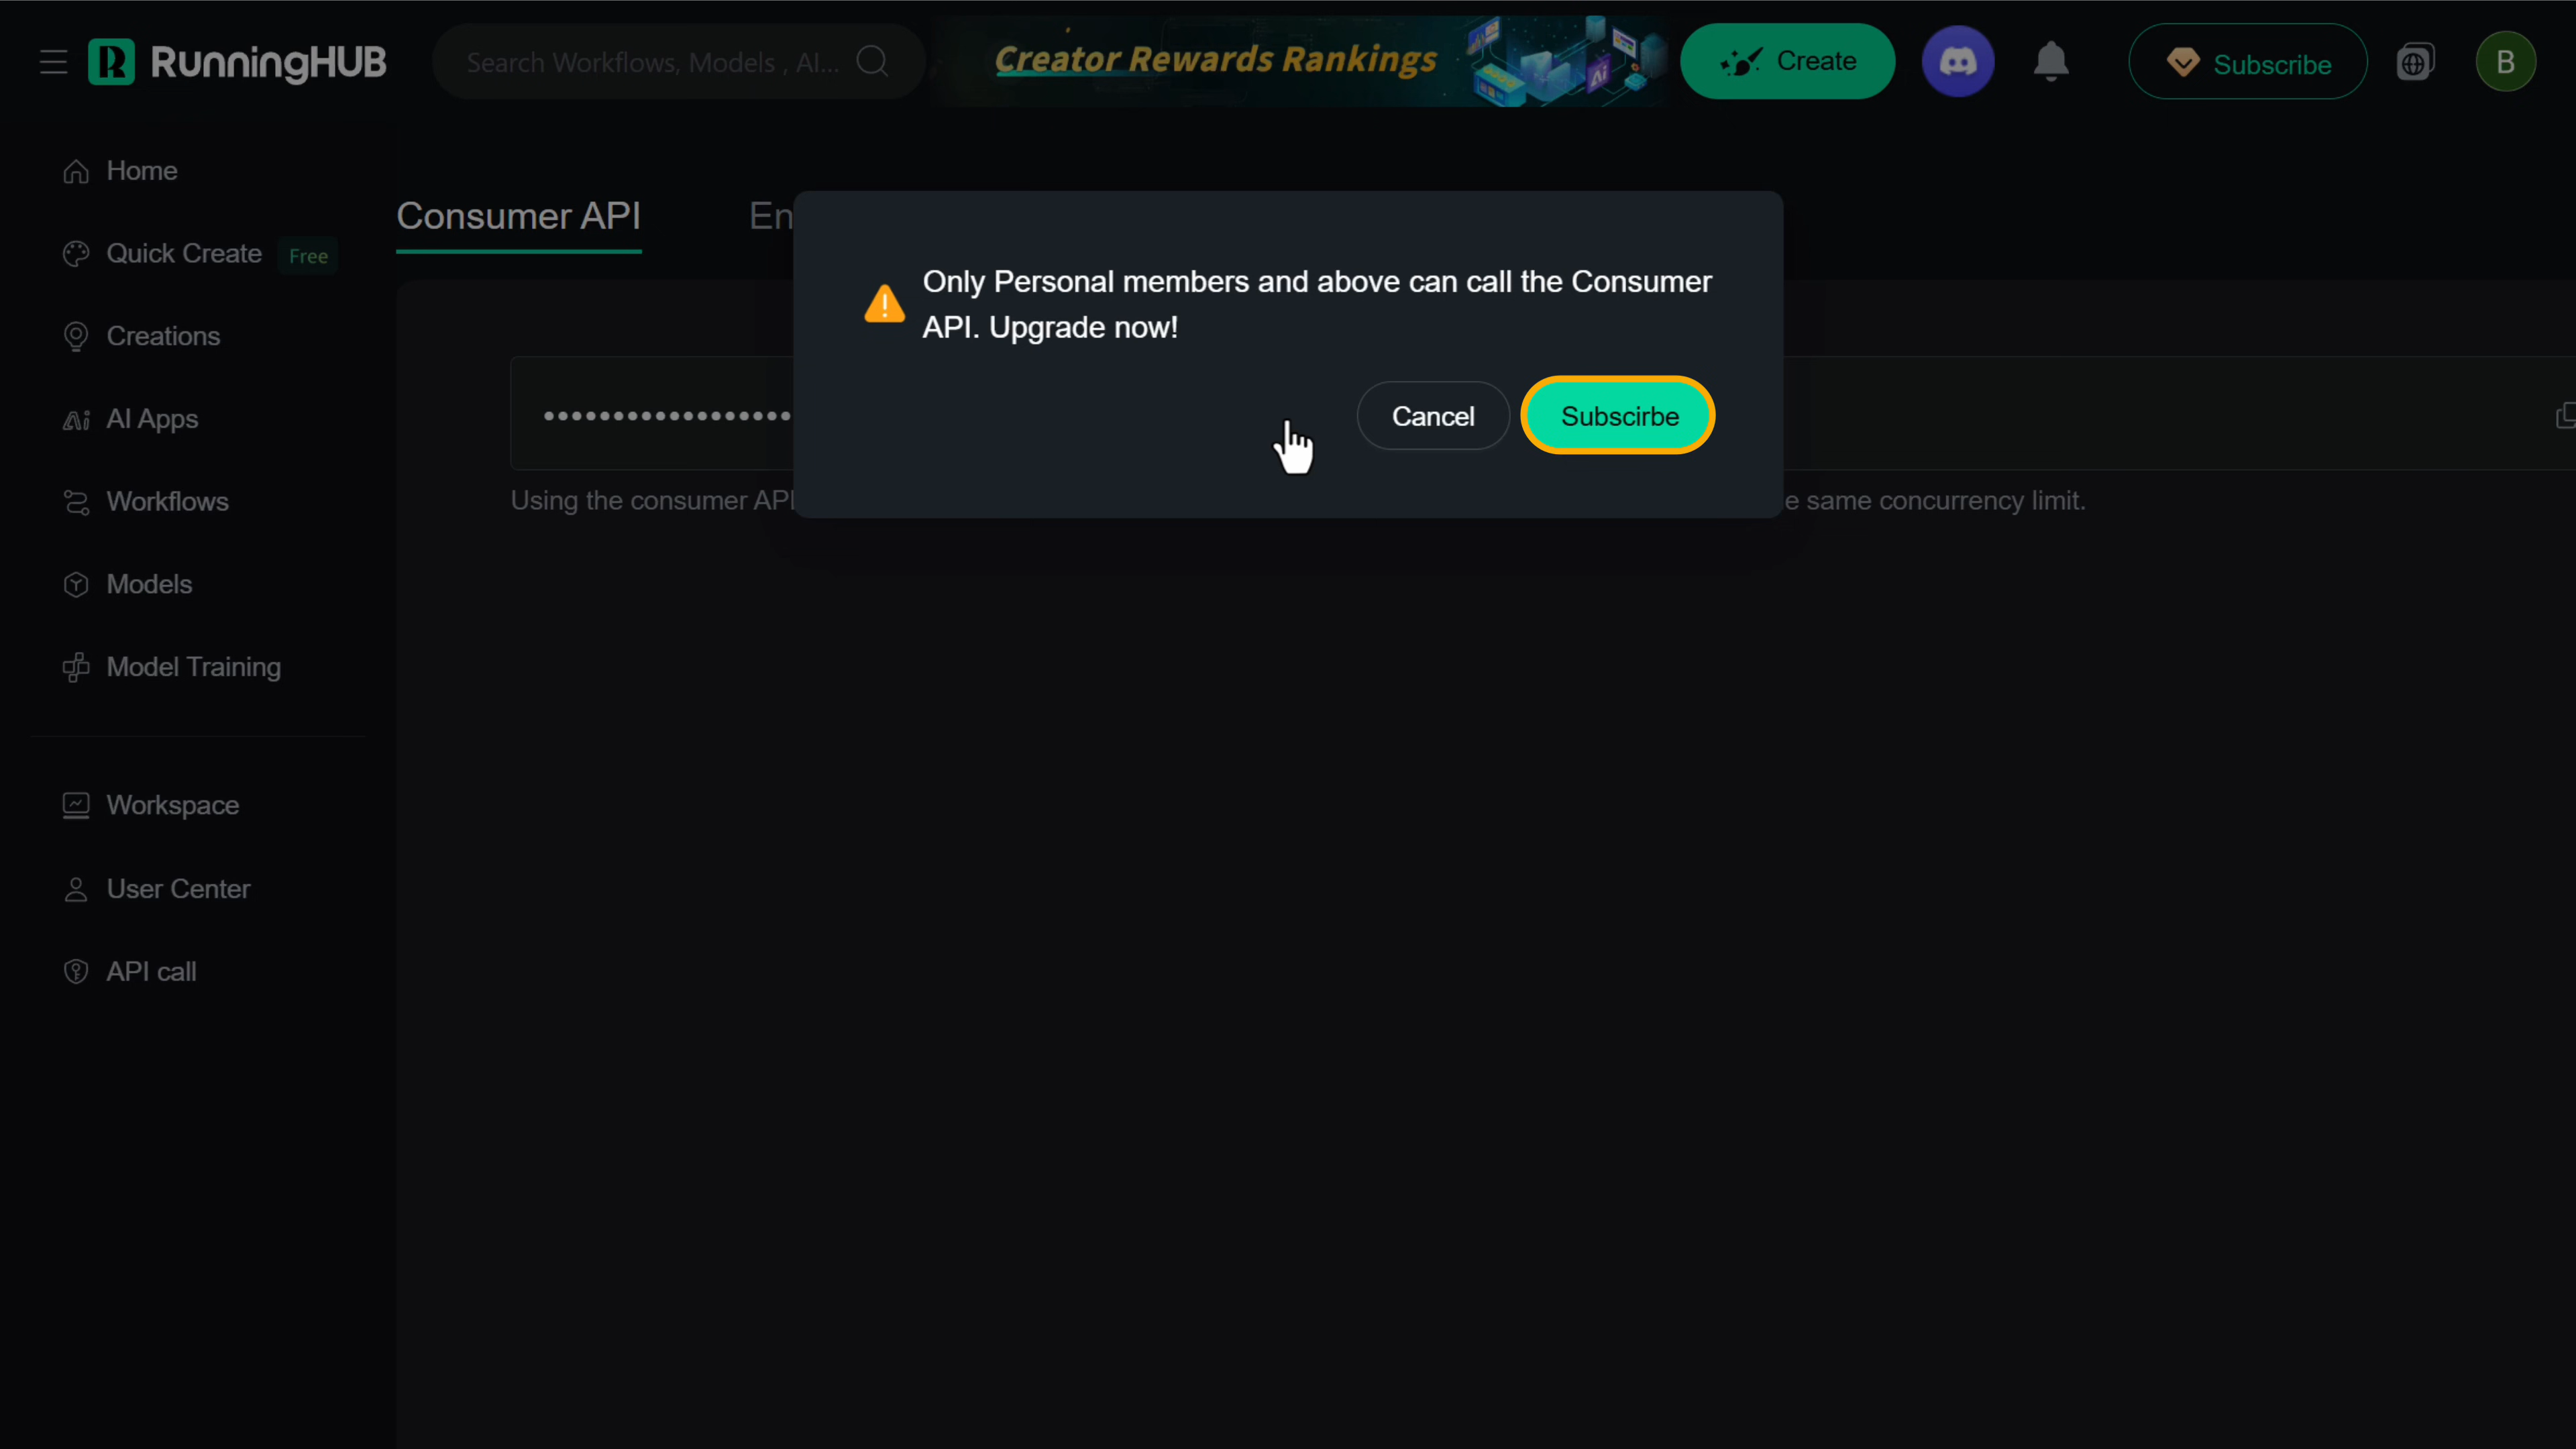 RunningHUB
Search Workflows, Models , AI...
Creator Rewards Rankings
Ai
Create
Subscribe
B
Home
Quick Create Free
Creations
AI Apps
Workflows
Models
Model Training
Workspace
User Center
API call
Consumer API
En
Only Personal members and above can call the Consumer
API. Upgrade now!
Cancel
Subscirbe
Using the consumer API
e same concurrency limit.